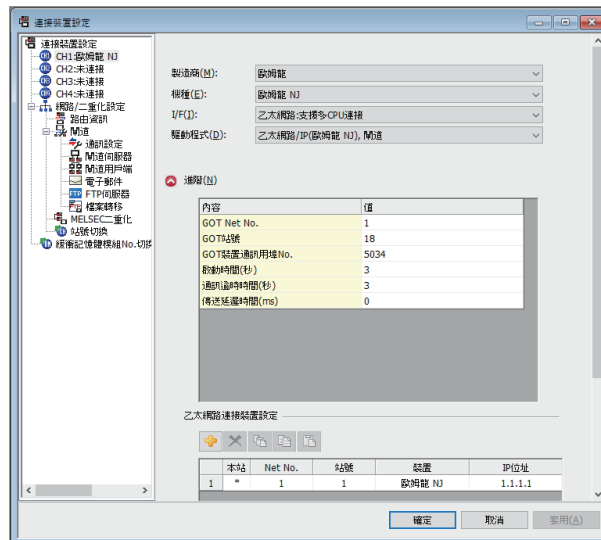 連接裝置設定
連接裝置設定
CH1:歐姆龍 NJ
CH2:未連接
CH3:未連接
CH4:未連接
網路/二重化設定
路由資訊
閘道
通訊設定
閘道伺服器
閘道用戶端
電子郵件
FTP伺服器
檔案轉移
MELSEC二重化
站號切換
緩衝記憶體模組No.切換
製造商(M): 歐姆龍
機種(E): 歐姆龍 NJ
I/F(I): 乙太網路:支援多CPU連接
驅動程式(D): 乙太網路/IP(歐姆龍 NJ), 閘道
進階(N)
內容 值
GOT Net No. 1
GOT站號 18
GOT裝置通訊用埠No. 5034
啟動時間(秒) 3
通訊逾時時間(秒) 3
傳送延遲時間(ms) 0
乙太網路連接裝置設定
本站 Net No. 站號 裝置 IP位址
1 * 1 1 歐姆龍 NJ 1.1.1.1
確定 取消 套用(A)